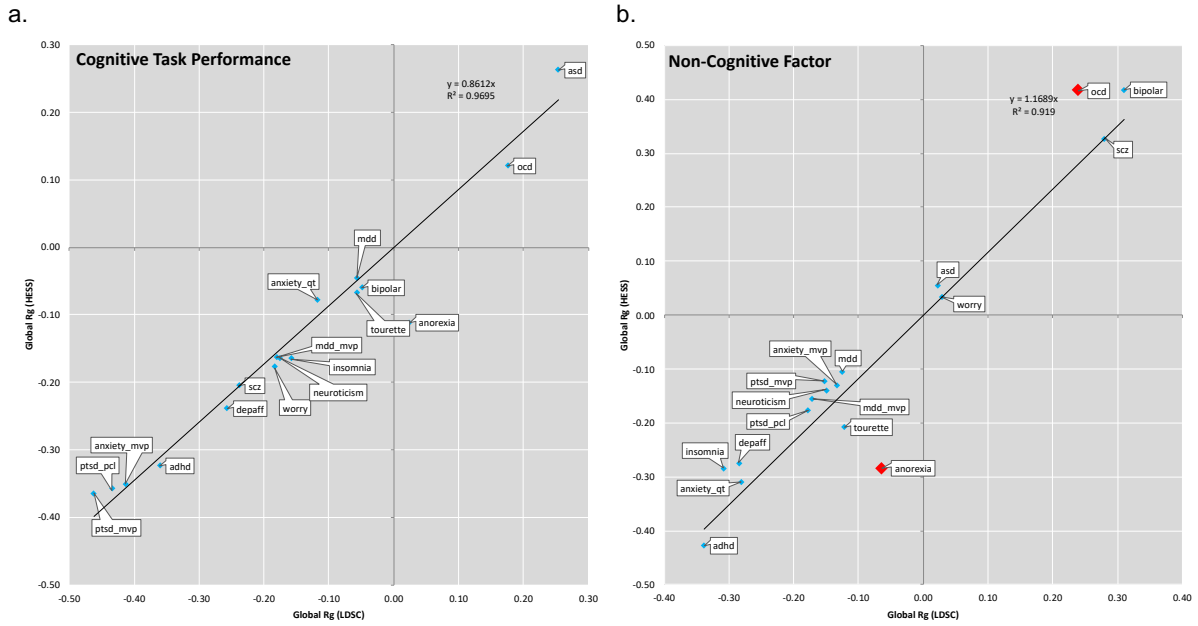 a.
Cognitive Task Performance
0.30
0.20
0.10
0.00
-0.10
-0.20
-0.30
-0.40
-0.50
Global Rg (HESS)
y = 0.8612x
R² = 0.9695
asd
ocd
mdd
anxiety_qt
bipolar
tourette
anorexia
mdd_mvp
insomnia
neuroticism
worry
scz
depaff
anxiety_mvp
ptsd_pcl
adhd
ptsd_mvp
-0.50
-0.40
-0.30
-0.20
-0.10
0.00
0.10
0.20
0.30
Global Rg (LDSC)
b.
Non-Cognitive Factor
0.50
0.40
0.30
0.20
0.10
0.00
-0.10
-0.20
-0.30
-0.40
-0.50
Global Rg (HESS)
y = 1.1689x
R² = 0.919
ocd
bipolar
scz
asd
worry
anxiety_mvp
mdd
ptsd_mvp
neuroticism
mdd_mvp
ptsd_pcl
tourette
depaff
insomnia
anorexia
anxiety_qt
adhd
-0.40
-0.30
-0.20
-0.10
0.00
0.10
0.20
0.30
0.40
Global Rg (LDSC)